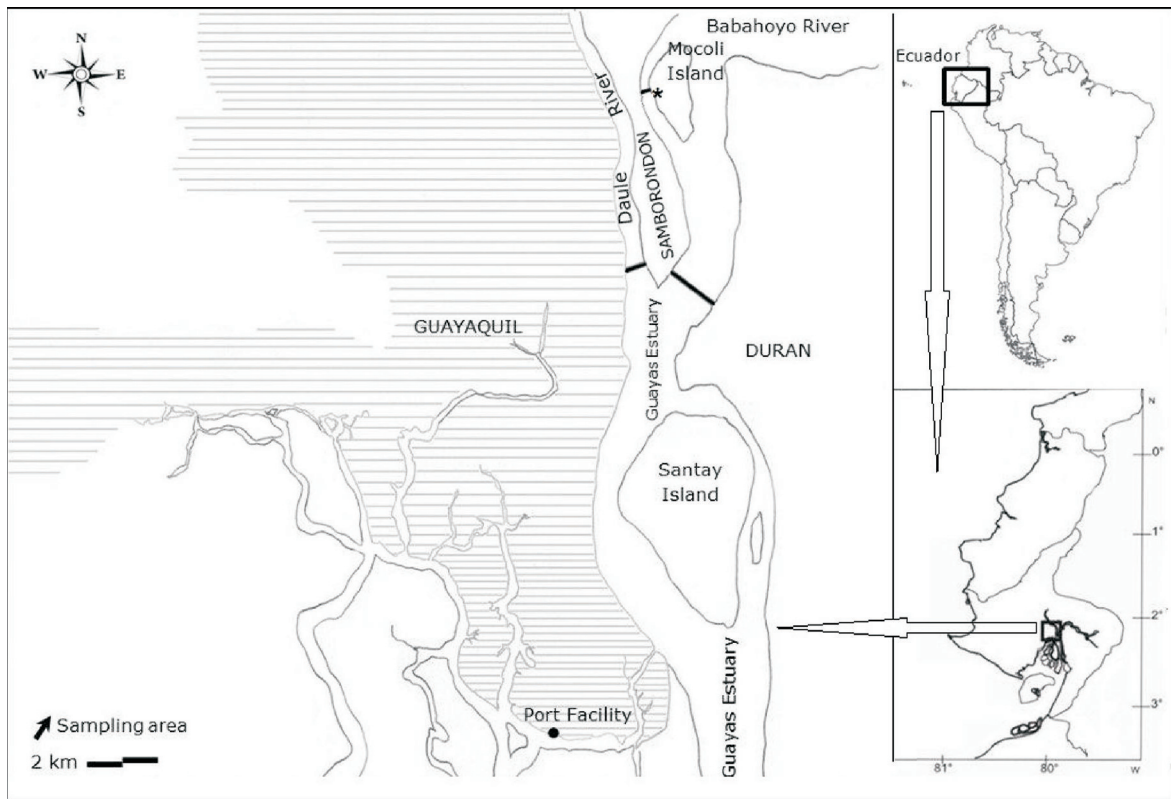 N
W E
S
Babahoyo River
Mocoli
Island
*
Daule River
SAMBORONDON
GUAYAQUIL
Guayas Estuary
DURAN
Santay
Island
Guayas Estuary
Port Facility
Sampling area
2 km
Ecuador
N
0°
1°
2°
3°
81° 80° W